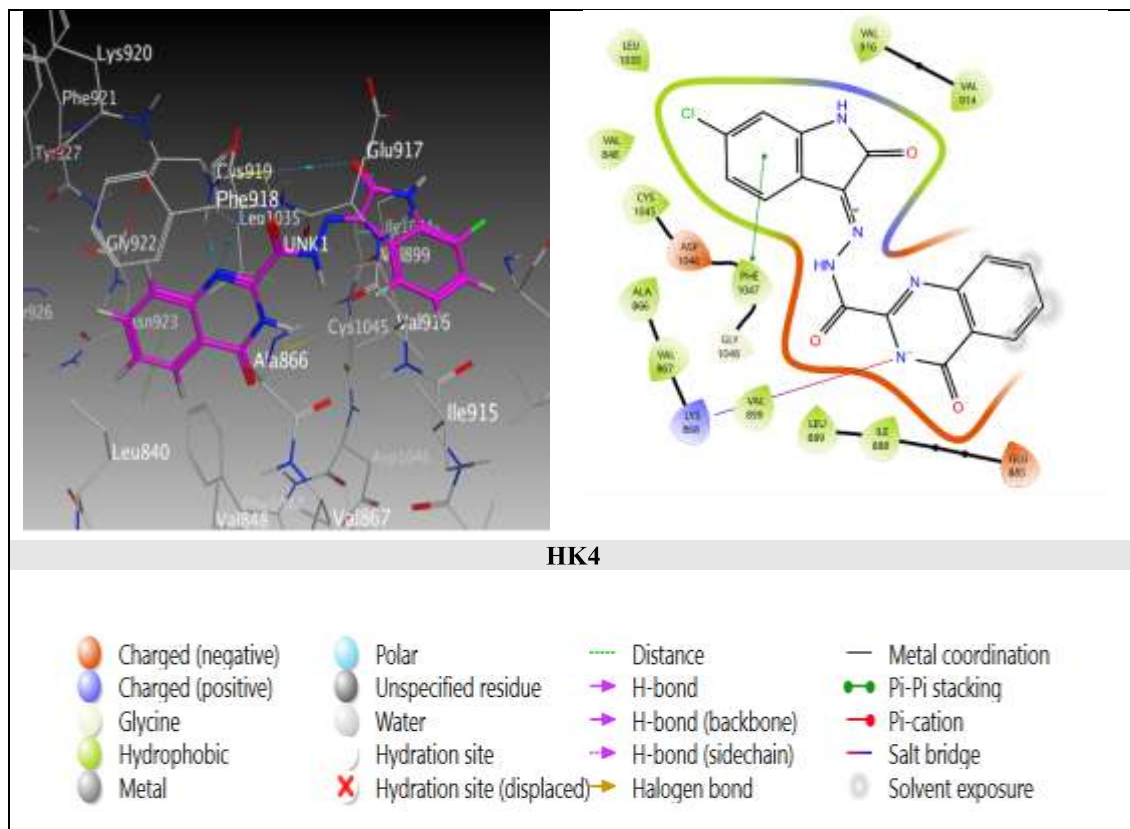 Lys920
Phe921
Tyr927
Cys919
Glu917
Phe918
Leu1035
UNK1
Gly922
Val916
Cys1045
Ala866
Ile915
Leu840
Val848
Val867
VAL
916
VAL
914
LEU
VAL
848
CYS
1045
ASP
1046
PHE
1047
ALA
866
GLY
1048
VAL
867
LYS
868
VAL
899
LEU
889
ILE
888
GLU
885
Cl
H
N
O
N
HN
N
O
N⁻
O
HK4
Charged (negative)
Charged (positive)
Glycine
Hydrophobic
Metal
Polar
Unspecified residue
Water
Hydration site
Hydration site (displaced)
Distance
H-bond
H-bond (backbone)
H-bond (sidechain)
Halogen bond
Metal coordination
Pi-Pi stacking
Pi-cation
Salt bridge
Solvent exposure